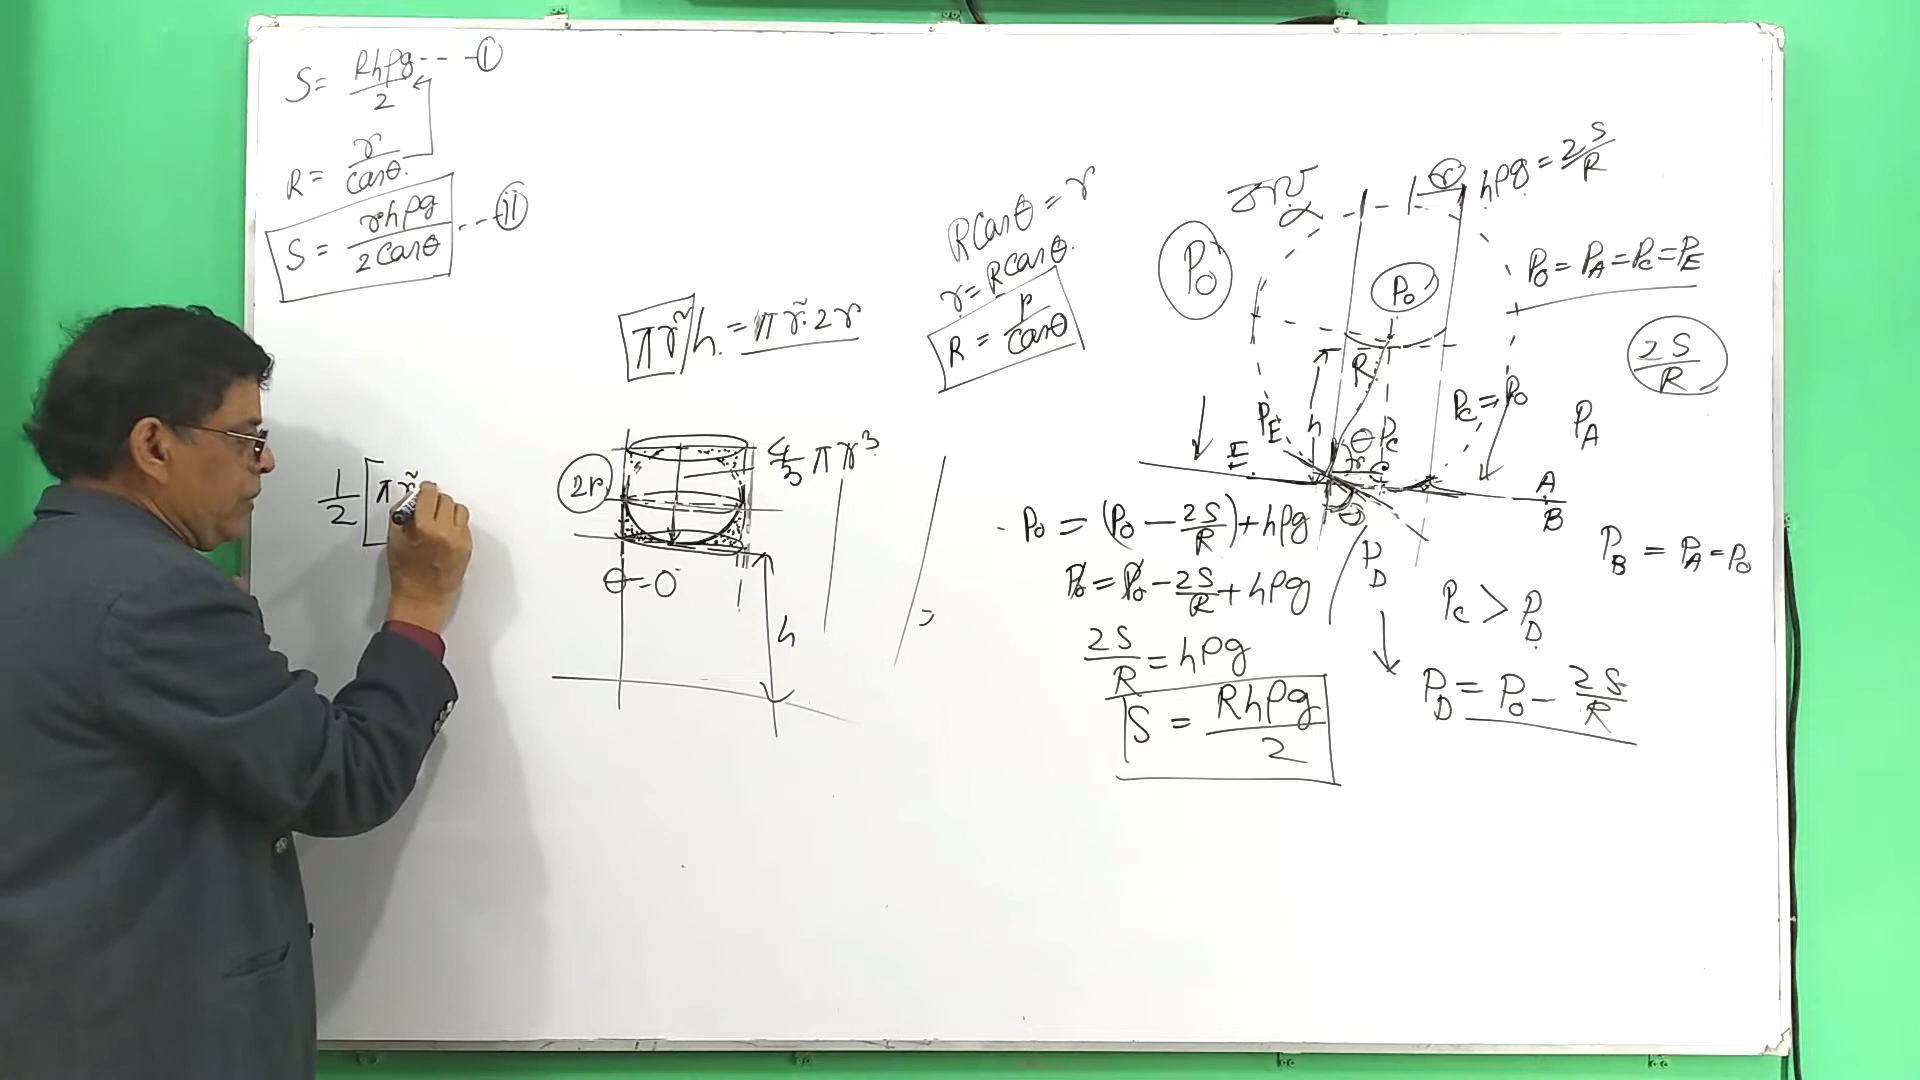 S = Rhρg/2 --- (I)
R = r/cosθ
S = rhρg/2cosθ --- (II)
1/2 [πr²
πr² h = πr².2r
2r
4/3 πr³
θ=0°
h
Rcosθ = r
r = Rcosθ
R = r/cosθ
P₀
r
hρg = 2S/R
P₀
P₀ = P_A = P_C = P_E
2S/R
R
h
P_E
E
θ
P_C
r
C
P_C = P₀
P_A
A
B
θ
P_D
P₀ = (P₀ - 2S/R) + hρg
P₀ = P₀ - 2S/R + hρg
2S/R = hρg
S = Rhρg/2
P_B = P_A = P₀
P_C > P_D
P_D = P₀ - 2S/R